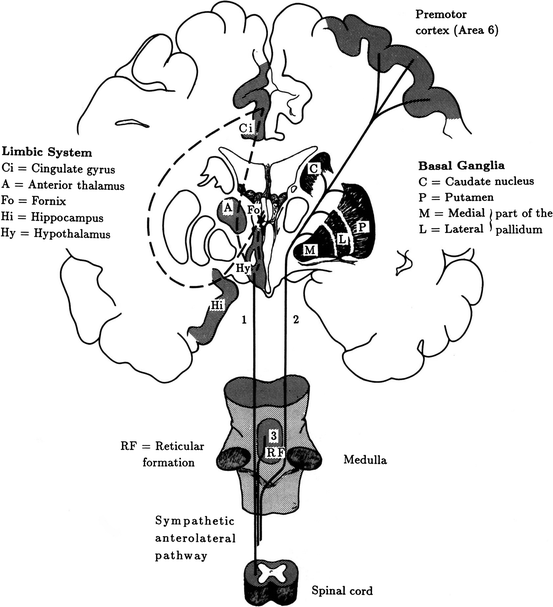 Premotor
cortex (Area 6)
Ci
Limbic System
Ci = Cingulate gyrus
A = Anterior thalamus
Fo = Fornix
Hi = Hippocampus
Hy = Hypothalamus
Basal Ganglia
C = Caudate nucleus
P = Putamen
M = Medial } part of the
L = Lateral } pallidum
C
A
Fo
P
L
M
Hy
Hi
1
2
3
RF
RF = Reticular
formation
Medulla
Sympathetic
anterolateral
pathway
Spinal cord